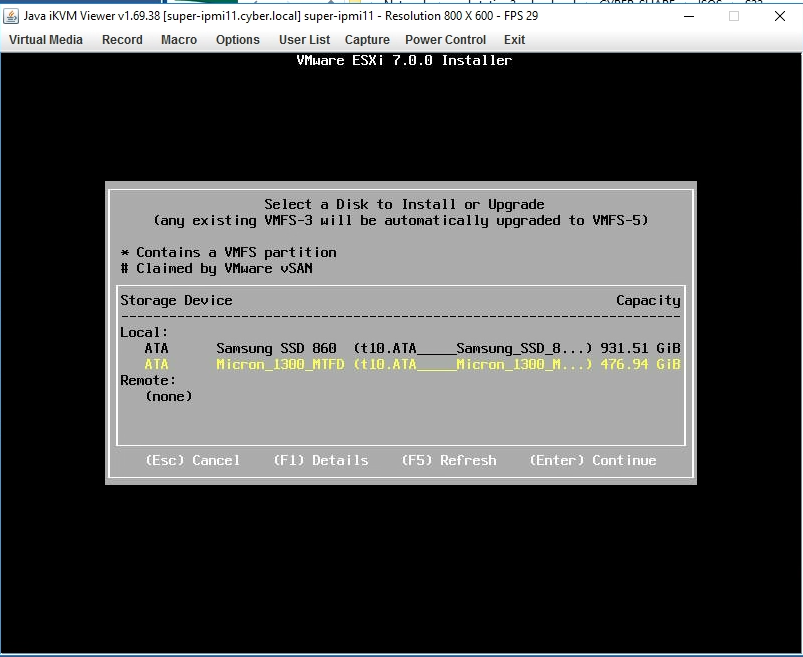 Java iKVM Viewer v1.69.38 [super-ipmi11.cyber.local] super-ipmi11 - Resolution 800 X 600 - FPS 29
Virtual Media Record Macro Options User List Capture Power Control Exit
VMware ESXi 7.0.0 Installer
Select a Disk to Install or Upgrade
(any existing VMFS-3 will be automatically upgraded to VMFS-5)
* Contains a VMFS partition
# Claimed by VMware vSAN
Storage Device Capacity
--------------------------------------------------------------------
Local:
ATA Samsung SSD 860 (t10.ATA_____Samsung_SSD_8...) 931.51 GiB
ATA Micron_1300_MTFD (t10.ATA_____Micron_1300_M...) 476.94 GiB
Remote:
(none)
(Esc) Cancel (F1) Details (F5) Refresh (Enter) Continue